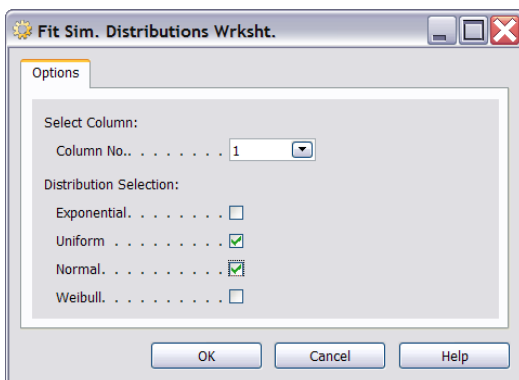 Fit Sim. Distributions Wrksht.
Options
Select Column:
Column No.. . . . . . . . 1
Distribution Selection:
Exponential. . . . . . . .
Uniform . . . . . . . . . .
Normal. . . . . . . . . . .
Weibull. . . . . . . . . . .
OK Cancel Help